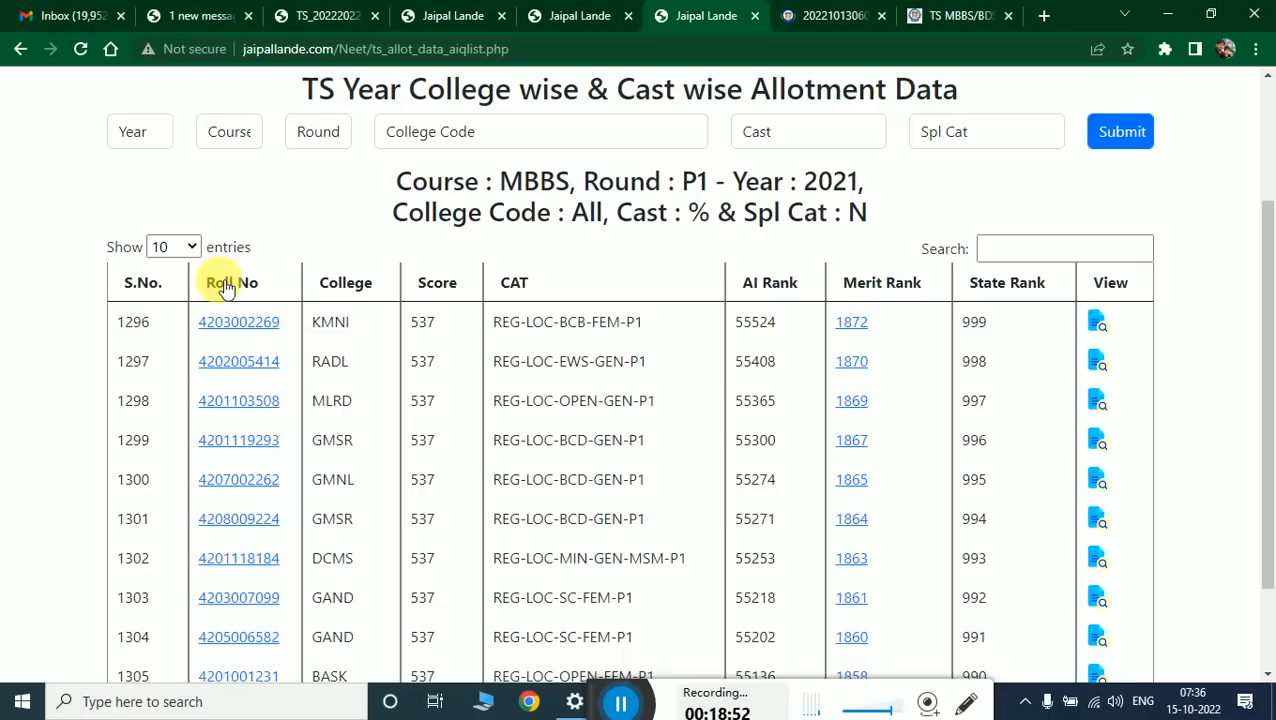 Inbox (19,952
1 new messa
TS_20222022
Jaipal Lande
Jaipal Lande
Jaipal Lande
2022101306
TS MBBS/BD
Not secure jaipallande.com/Neet/ts_allot_data_aiqlist.php
TS Year College wise & Cast wise Allotment Data
Year Course Round College Code Cast Spl Cat Submit
Course : MBBS, Round : P1 - Year : 2021,
College Code : All, Cast : % & Spl Cat : N
Show 10 entries Search:
S.No. Roll No College Score CAT AI Rank Merit Rank State Rank View
1296 4203002269 KMNI 537 REG-LOC-BCB-FEM-P1 55524 1872 999
1297 4202005414 RADL 537 REG-LOC-EWS-GEN-P1 55408 1870 998
1298 4201103508 MLRD 537 REG-LOC-OPEN-GEN-P1 55365 1869 997
1299 4201119293 GMSR 537 REG-LOC-BCD-GEN-P1 55300 1867 996
1300 4207002262 GMNL 537 REG-LOC-BCD-GEN-P1 55274 1865 995
1301 4208009224 GMSR 537 REG-LOC-BCD-GEN-P1 55271 1864 994
1302 4201118184 DCMS 537 REG-LOC-MIN-GEN-MSM-P1 55253 1863 993
1303 4203007099 GAND 537 REG-LOC-SC-FEM-P1 55218 1861 992
1304 4205006582 GAND 537 REG-LOC-SC-FEM-P1 55202 1860 991
1305 4201001231 BASK 537 REG-LOC-OPEN-FEM-P1 55136 1858 990
Type here to search
Recording...
00:18:52
ENG
07:36
15-10-2022